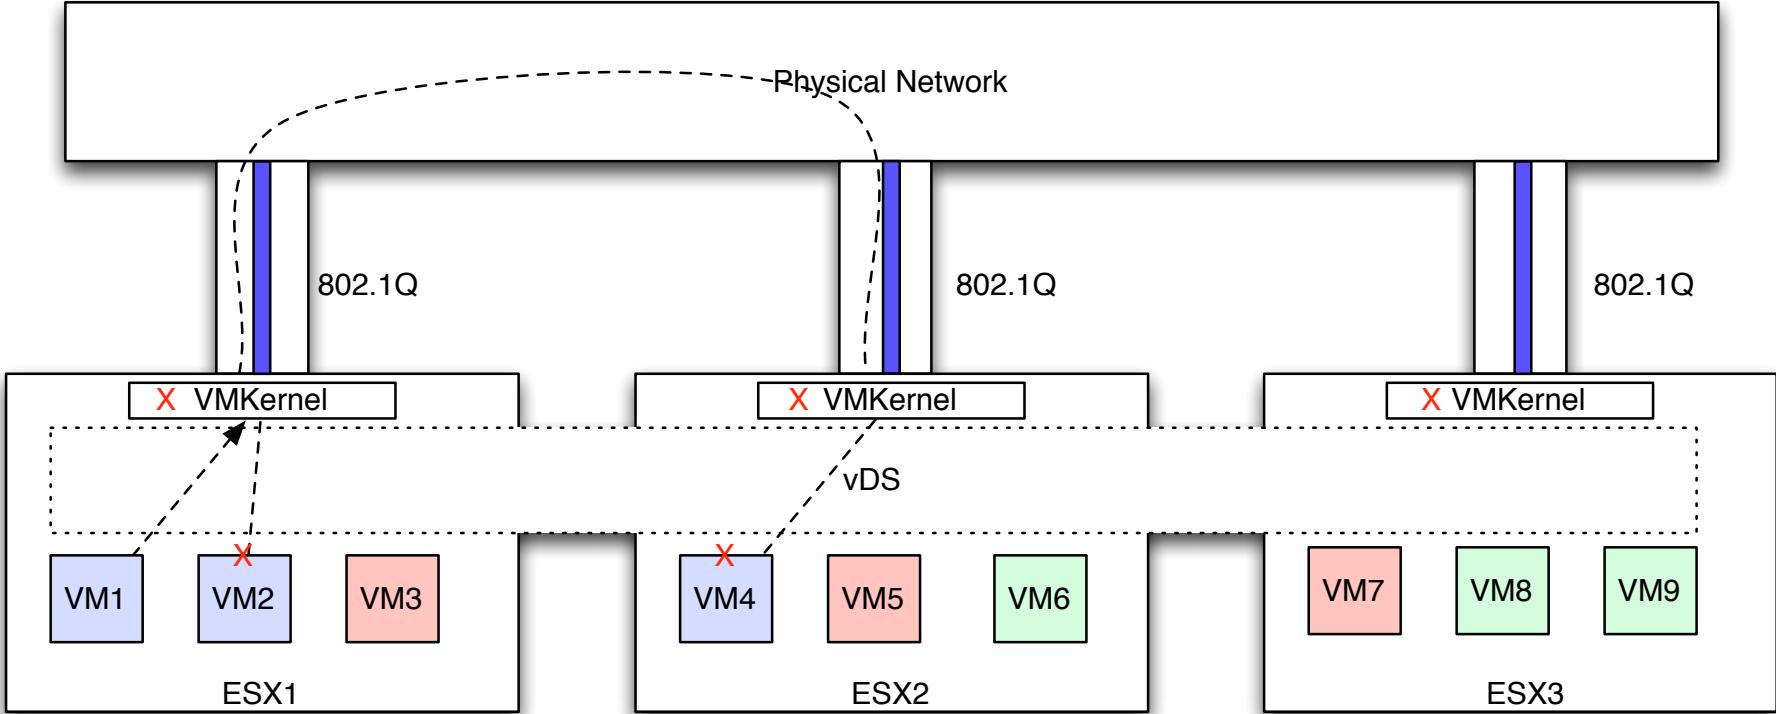 Physical Network
802.1Q
802.1Q
802.1Q
X VMKernel
X VMKernel
X VMKernel
vDS
X
X
VM1
VM2
VM3
VM4
VM5
VM6
VM7
VM8
VM9
ESX1
ESX2
ESX3